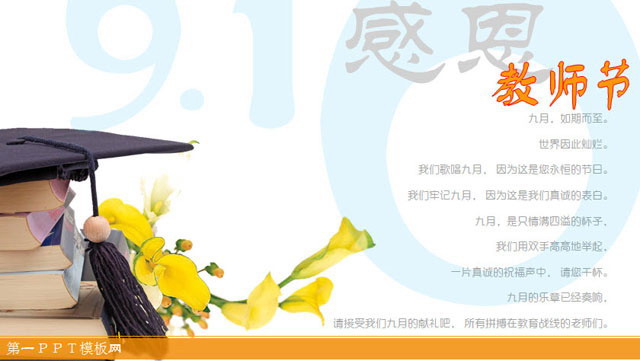 9.10
感恩
教师节
九月，如期而至。
世界因此灿烂。
我们歌唱九月，因为这是您永恒的节日。
我们牢记九月，因为这是我们真诚的表白。
九月，是只情满四溢的杯子，
我们用双手高高地举起，
一片真诚的祝福声中，请您干杯。
九月的乐章已经奏响，
请接受我们九月的献礼吧，所有拼搏在教育战线的老师们。
第一PPT模板网